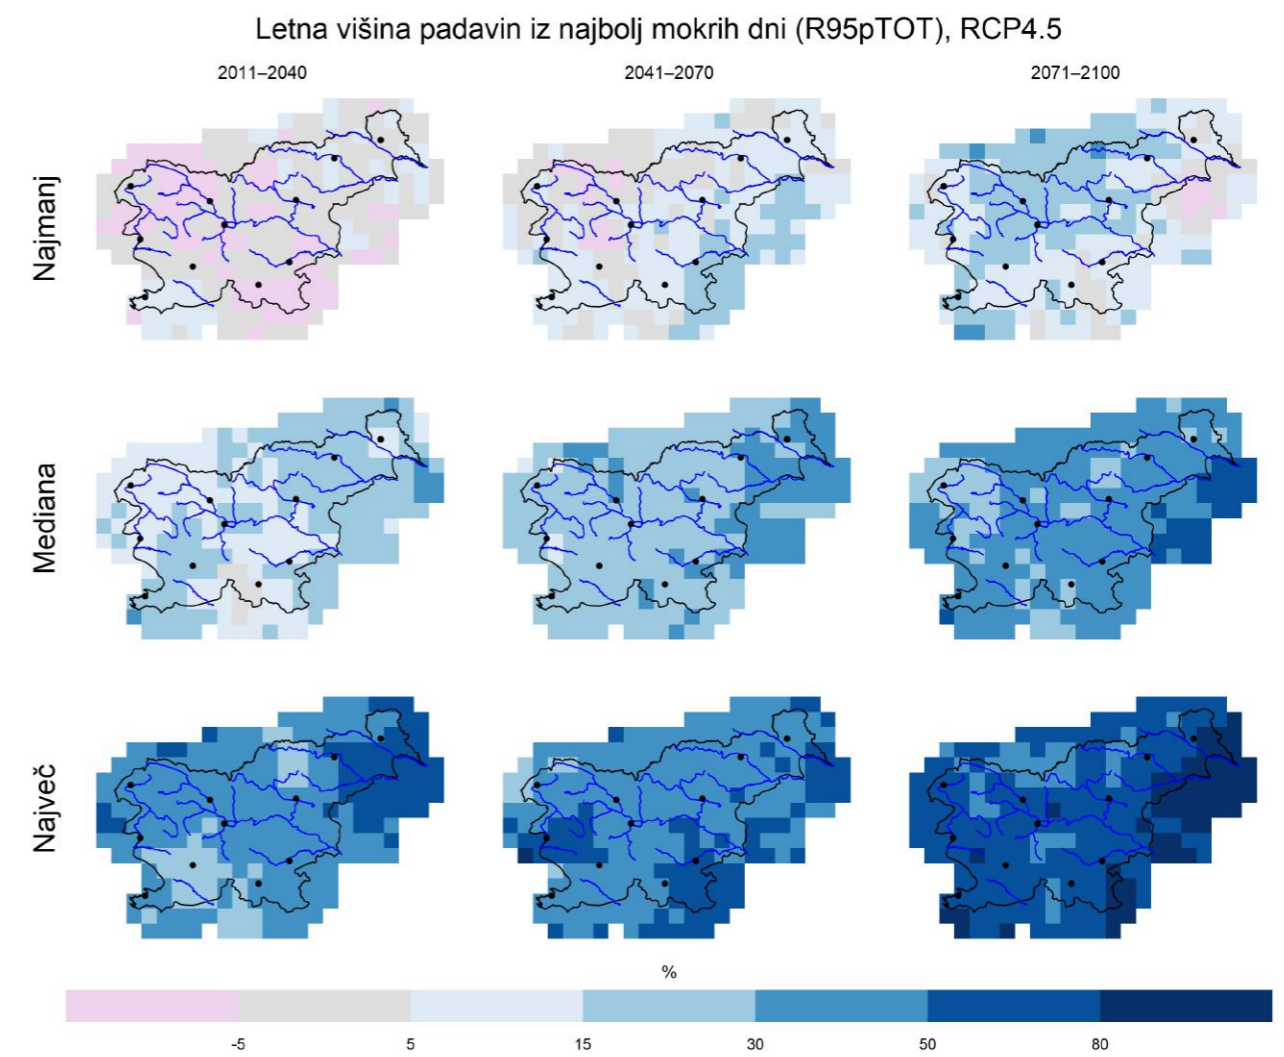 Letna višina padavin iz najbolj mokrih dni (R95pTOT), RCP4.5
2011–2040
2041–2070
2071–2100
Najmanj
Mediana
Največ
%
-5
5
15
30
50
80